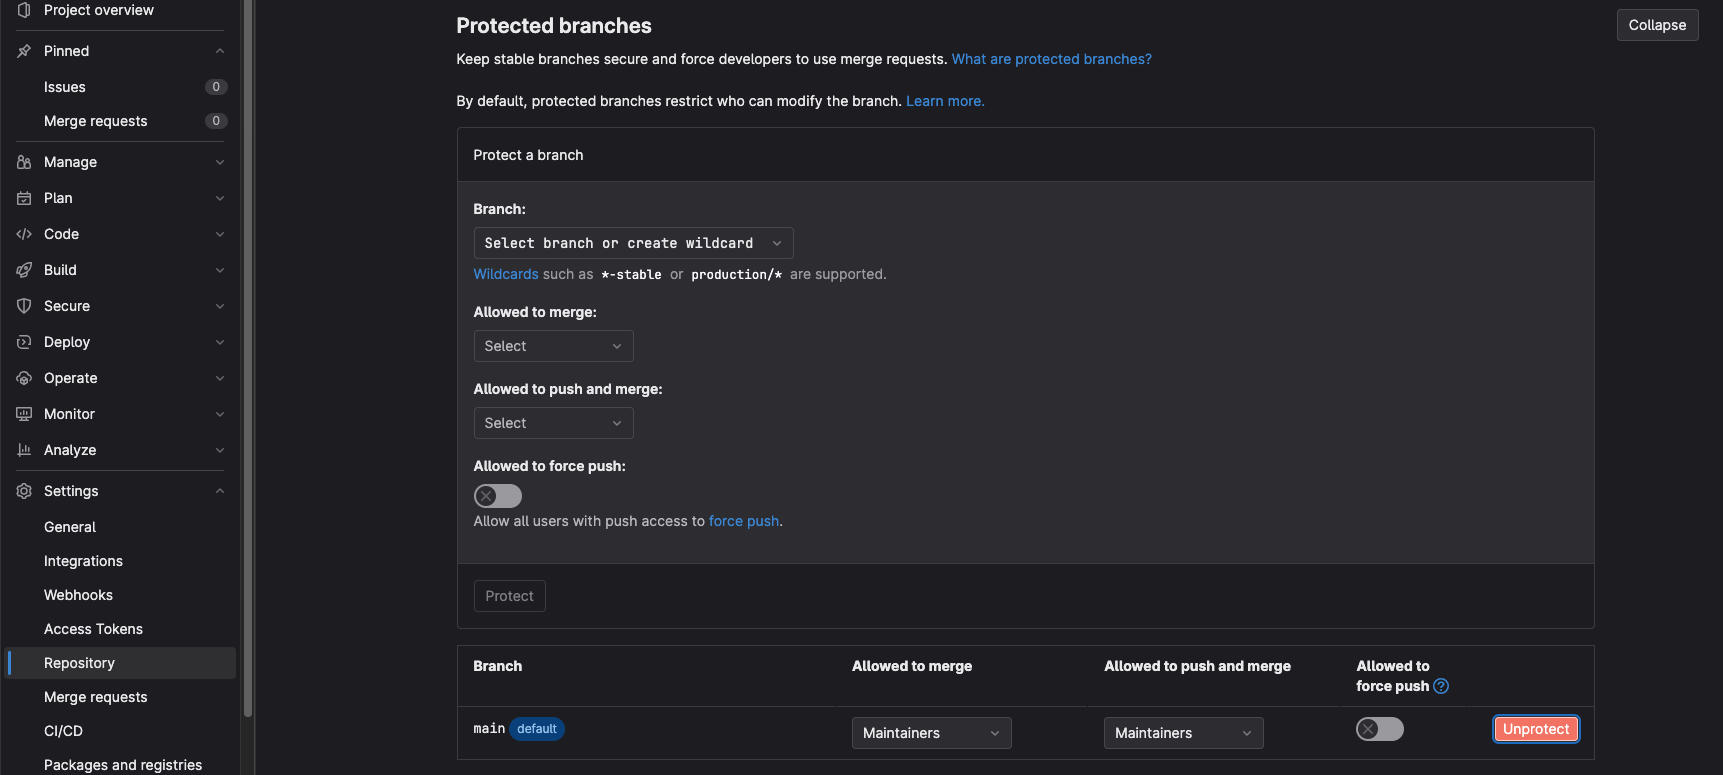 Project overview
Pinned
Issues 0
Merge requests 0
Manage
Plan
Code
Build
Secure
Deploy
Operate
Monitor
Analyze
Settings
General
Integrations
Webhooks
Access Tokens
Repository
Merge requests
CI/CD
Packages and registries
Protected branches
Collapse
Keep stable branches secure and force developers to use merge requests. What are protected branches?
By default, protected branches restrict who can modify the branch. Learn more.
Protect a branch
Branch:
Select branch or create wildcard
Wildcards such as *-stable or production/* are supported.
Allowed to merge:
Select
Allowed to push and merge:
Select
Allowed to force push:
Allow all users with push access to force push.
Protect
Branch Allowed to merge Allowed to push and merge Allowed to
force push ?
main default Maintainers Maintainers Unprotect